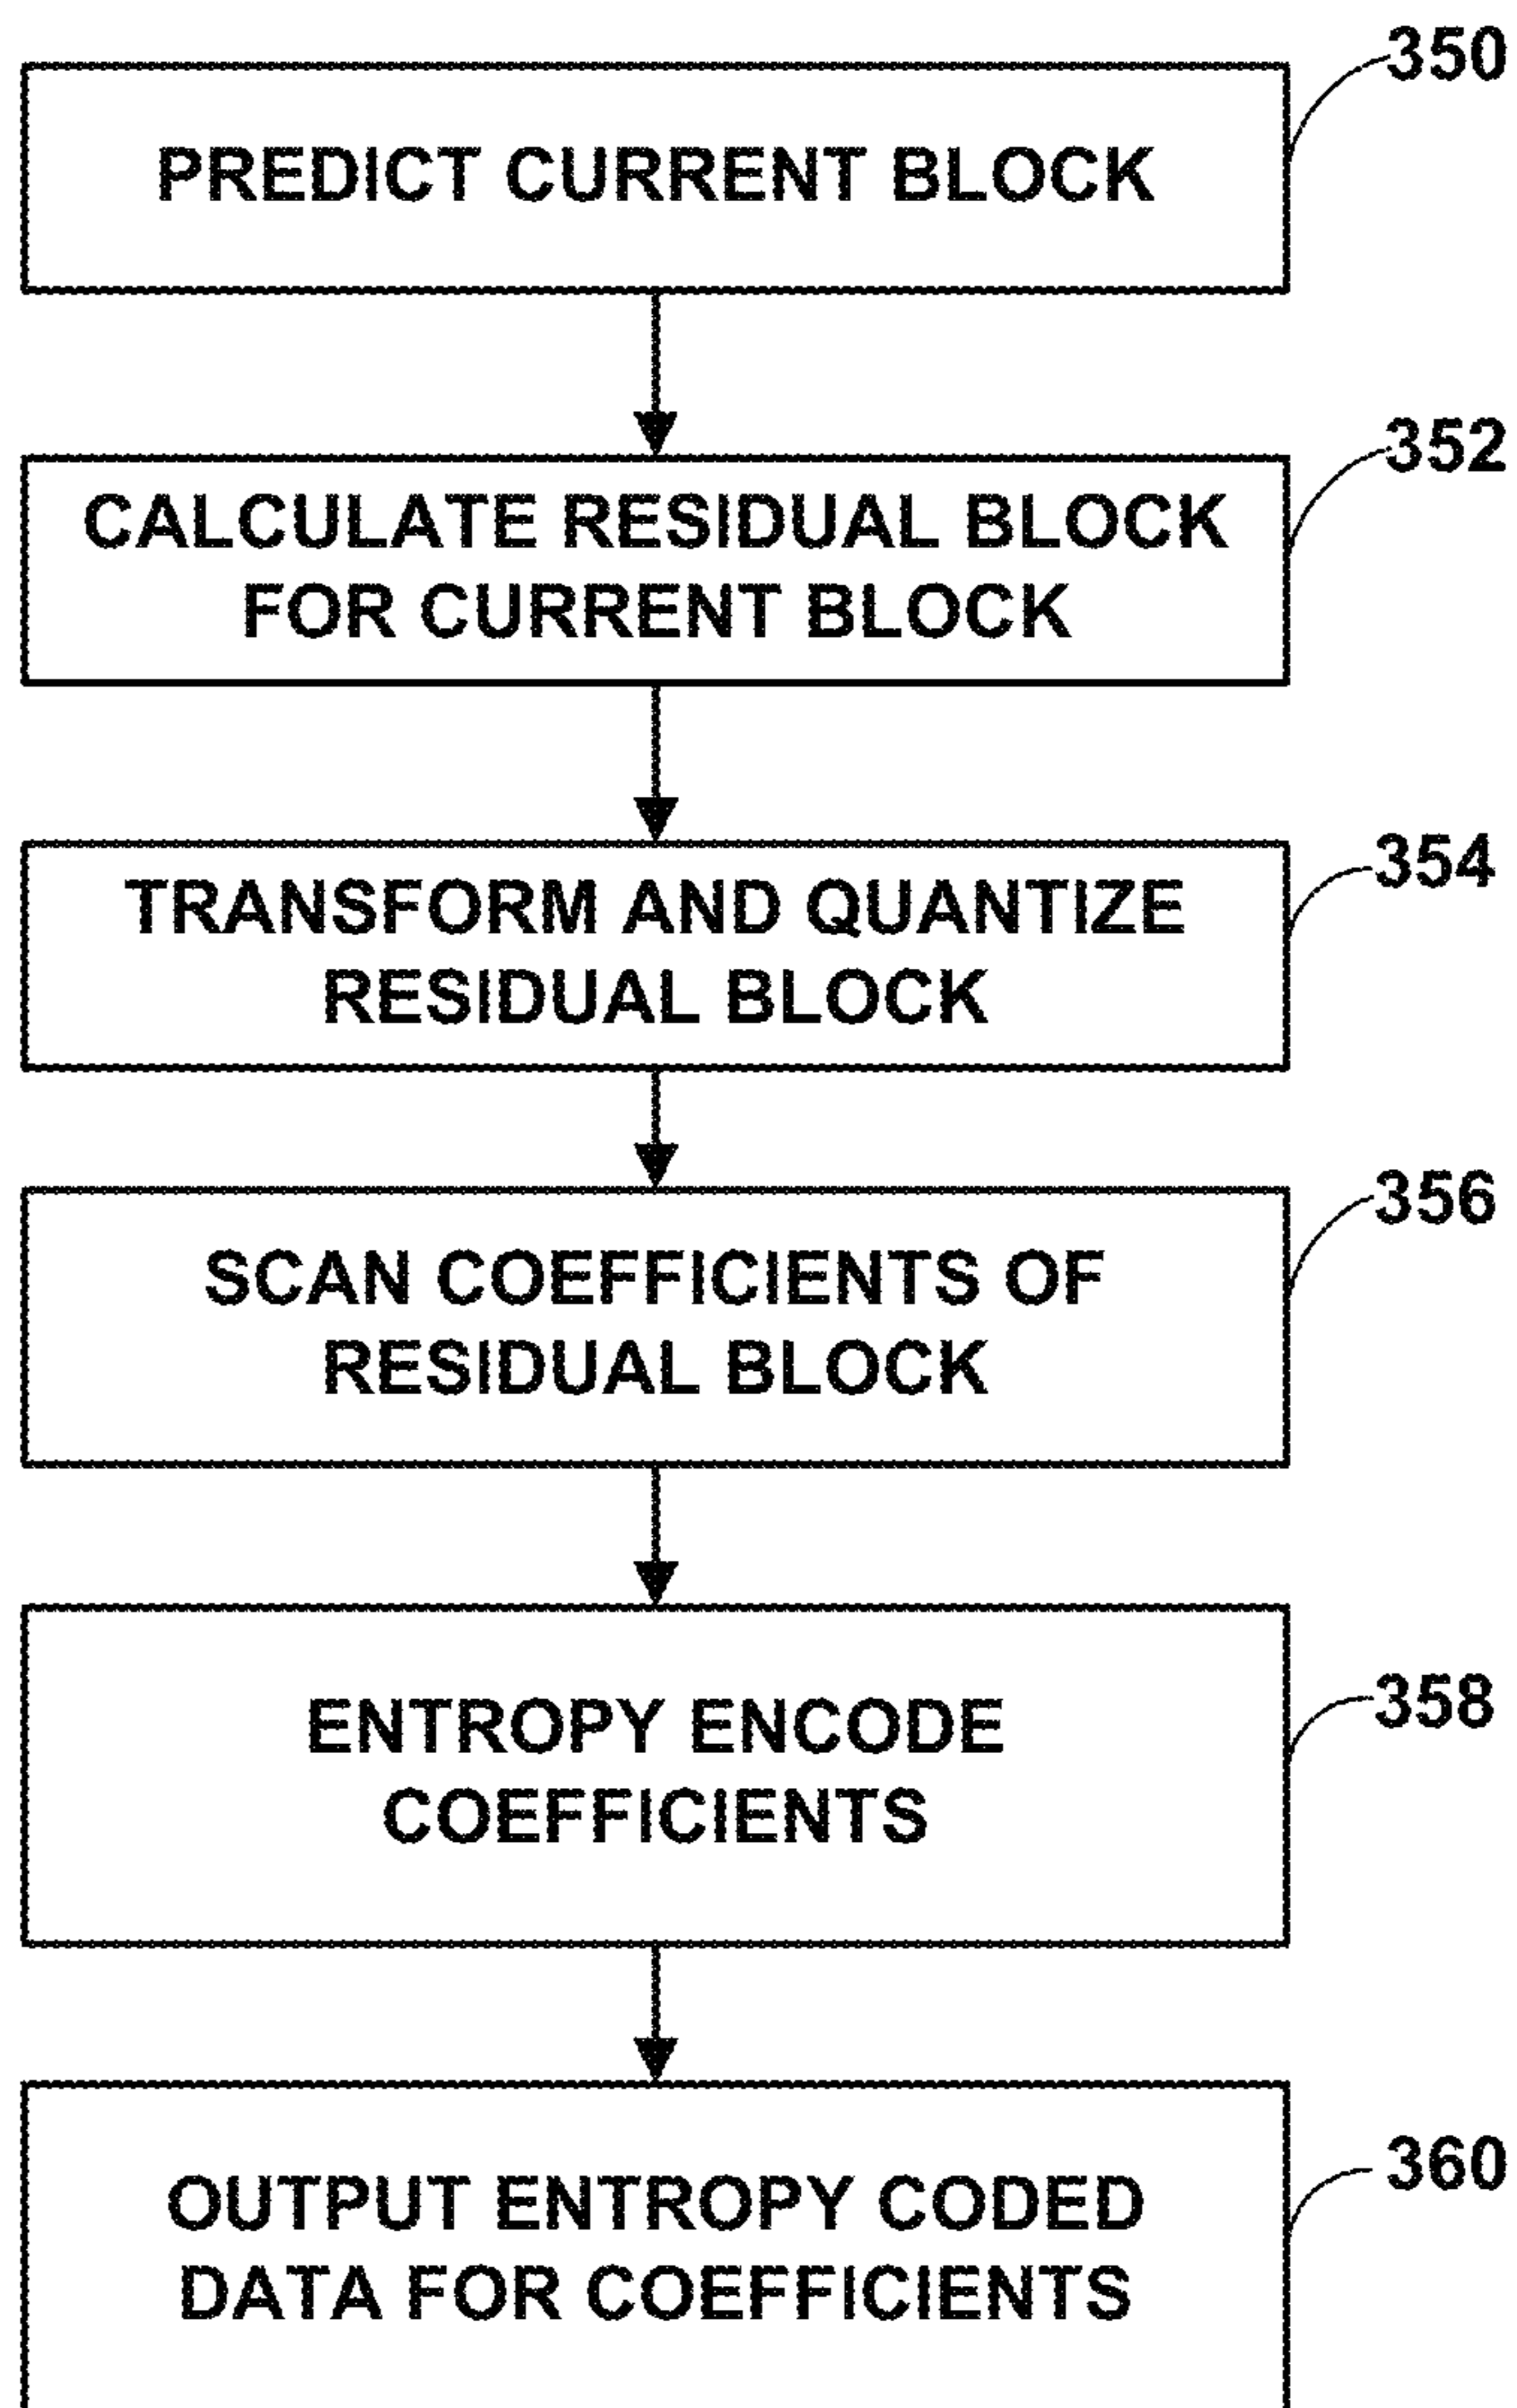 350
PREDICT CURRENT BLOCK
352
CALCULATE RESIDUAL BLOCK
FOR CURRENT BLOCK
354
TRANSFORM AND QUANTIZE
RESIDUAL BLOCK
356
SCAN COEFFICIENTS OF
RESIDUAL BLOCK
358
ENTROPY ENCODE
COEFFICIENTS
360
OUTPUT ENTROPY CODED
DATA FOR COEFFICIENTS